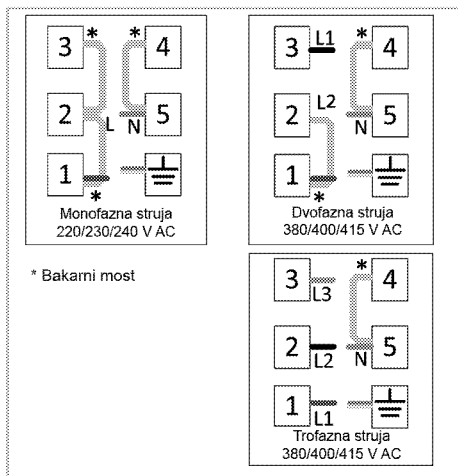 3 * * 4
2 L N 5
1 *
Monofazna struja
220/230/240 V AC
* Bakarni most
3 L1 * 4
2 L2 N 5
1 *
Dvofazna struja
380/400/415 V AC
3 L3 * 4
2 L2 N 5
1 L1
Trofazna struja
380/400/415 V AC